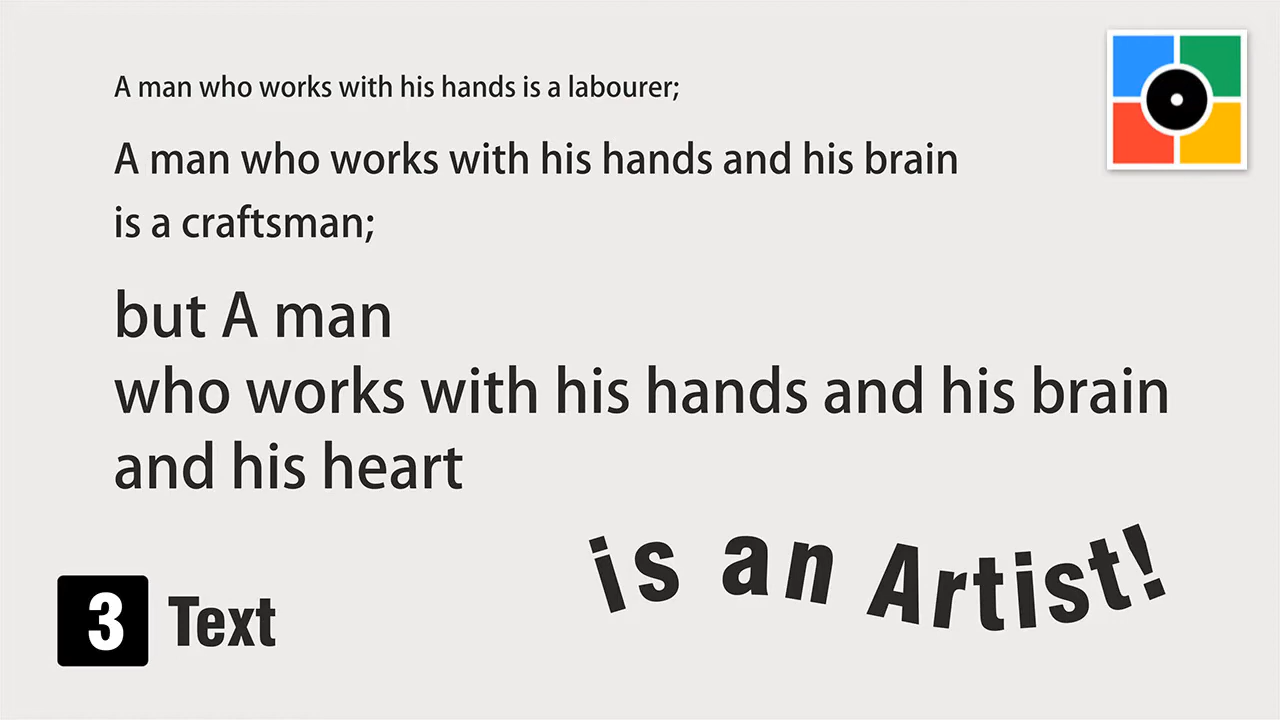 A man who works with his hands is a labourer;
A man who works with his hands and his brain
is a craftsman;
but A man
who works with his hands and his brain
and his heart
is an Artist!
3 Text